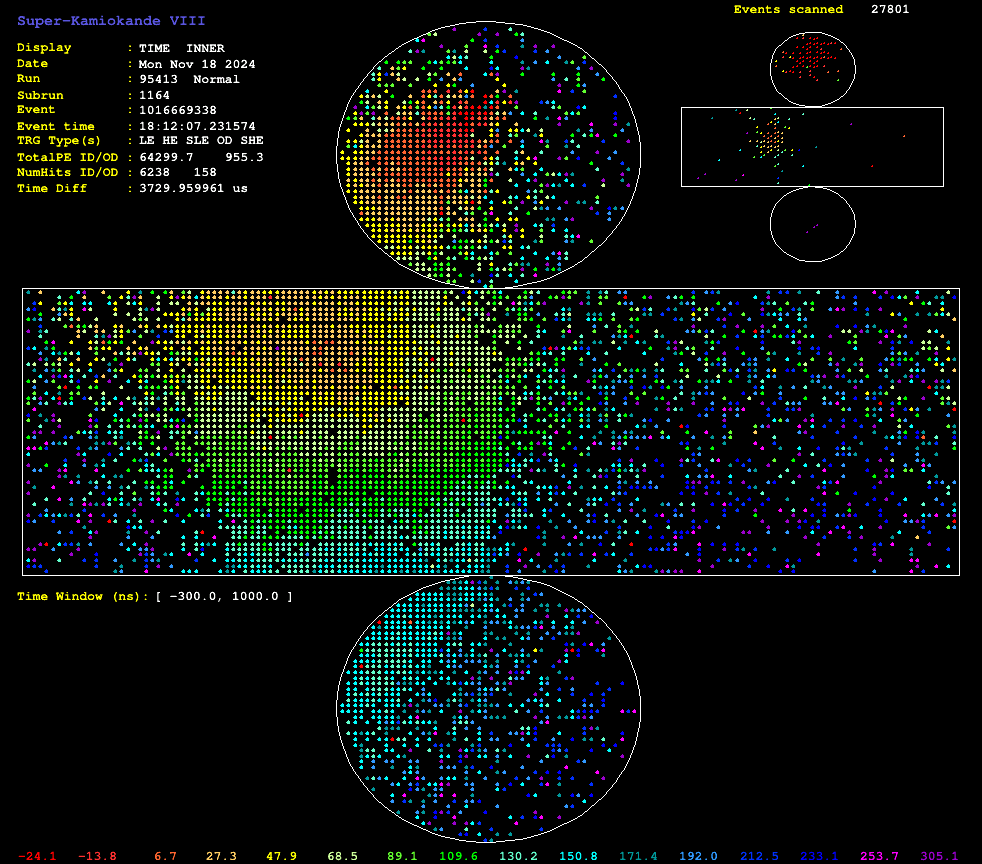 Super-Kamiokande VIII
Events scanned 27801
Display : TIME INNER
Date : Mon Nov 18 2024
Run : 95413 Normal
Subrun : 1164
Event : 1016669338
Event time : 18:12:07.231574
TRG Type(s) : LE HE SLE OD SHE
TotalPE ID/OD : 64299.7 955.3
NumHits ID/OD : 6238 158
Time Diff : 3729.959961 us
Time Window (ns): [ -300.0, 1000.0 ]
-24.1 -13.8 6.7 27.3 47.9 68.5 89.1 109.6 130.2 150.8 171.4 192.0 212.5 233.1 253.7 305.1